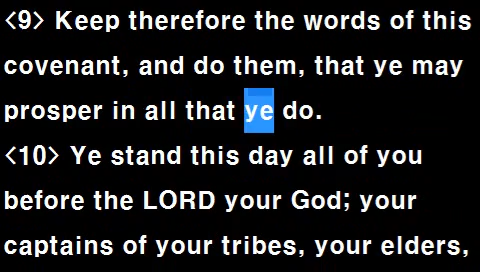 <9> Keep therefore the words of this
covenant, and do them, that ye may
prosper in all that ye do.
<10> Ye stand this day all of you
before the LORD your God; your
captains of your tribes, your elders,